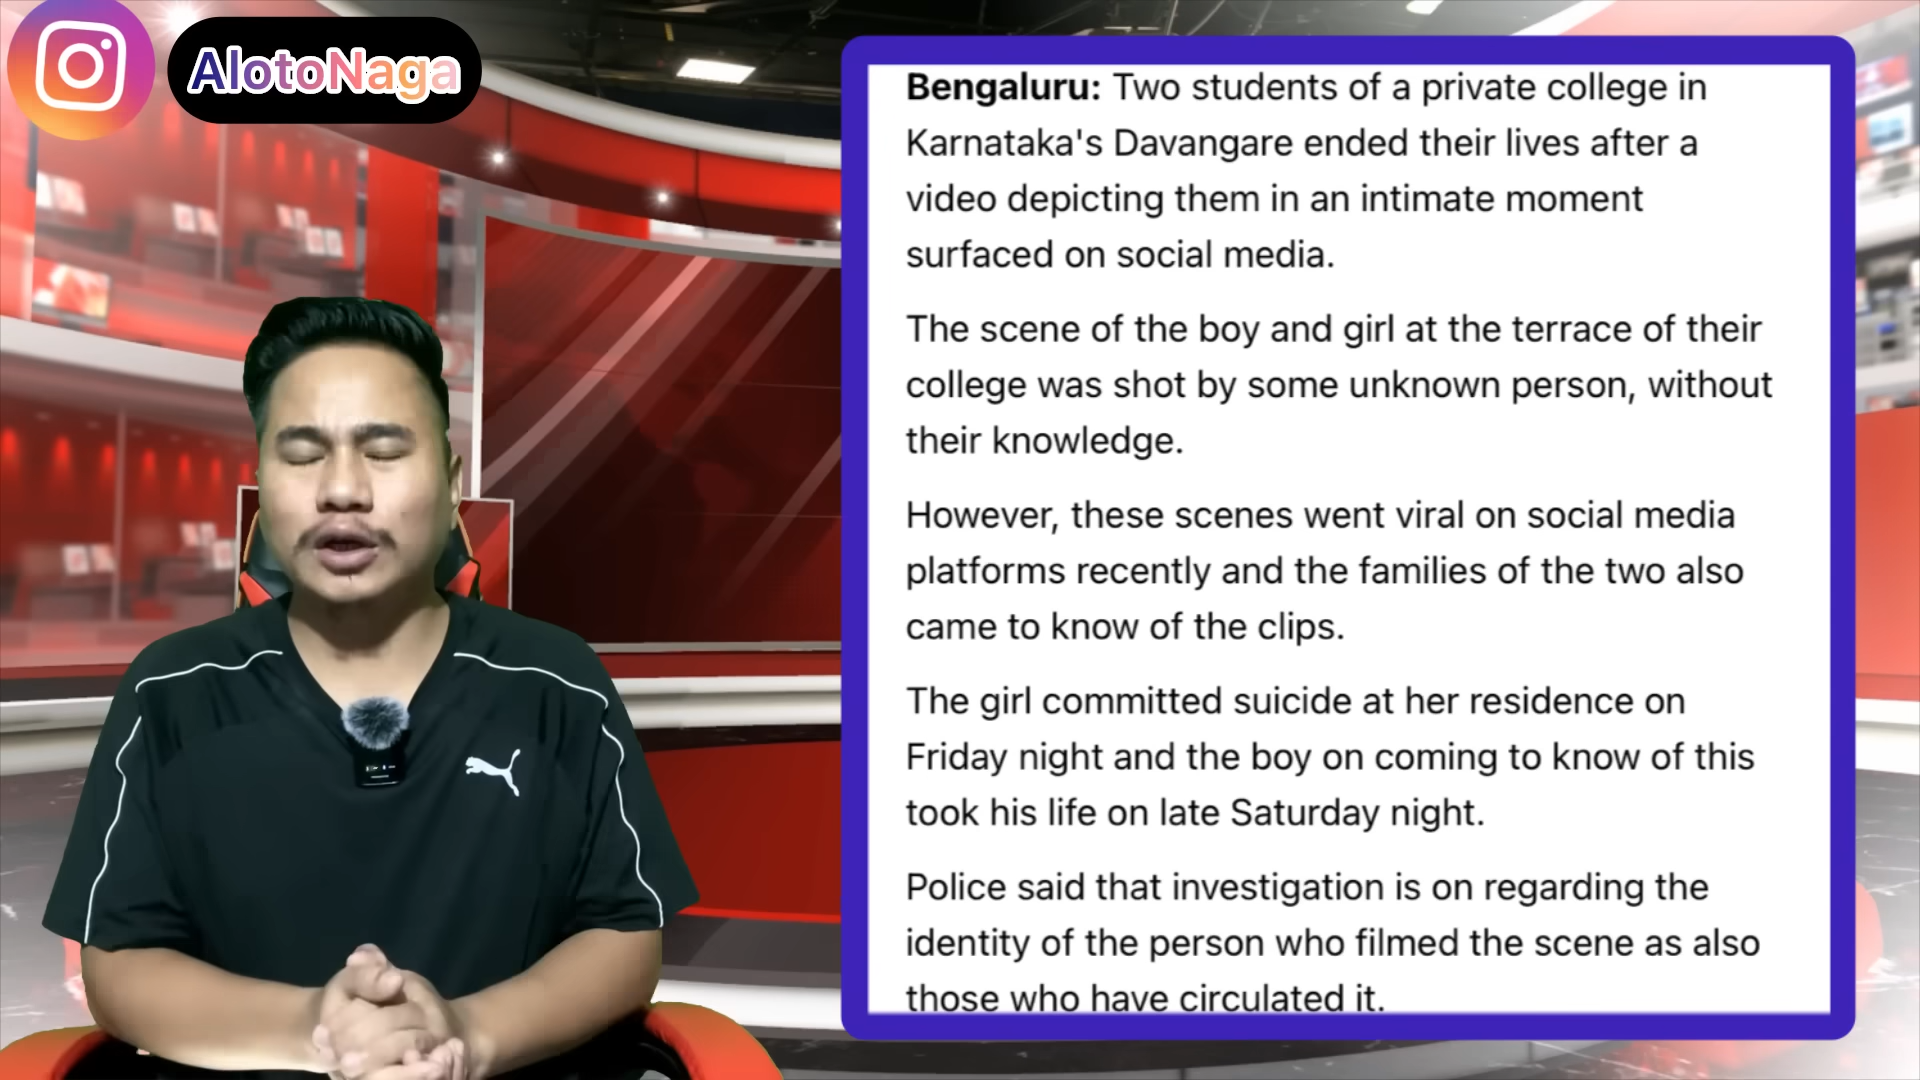 AlotoNaga
Bengaluru: Two students of a private college in
Karnataka's Davangare ended their lives after a
video depicting them in an intimate moment
surfaced on social media.
The scene of the boy and girl at the terrace of their
college was shot by some unknown person, without
their knowledge.
However, these scenes went viral on social media
platforms recently and the families of the two also
came to know of the clips.
The girl committed suicide at her residence on
Friday night and the boy on coming to know of this
took his life on late Saturday night.
Police said that investigation is on regarding the
identity of the person who filmed the scene as also
those who have circulated it.